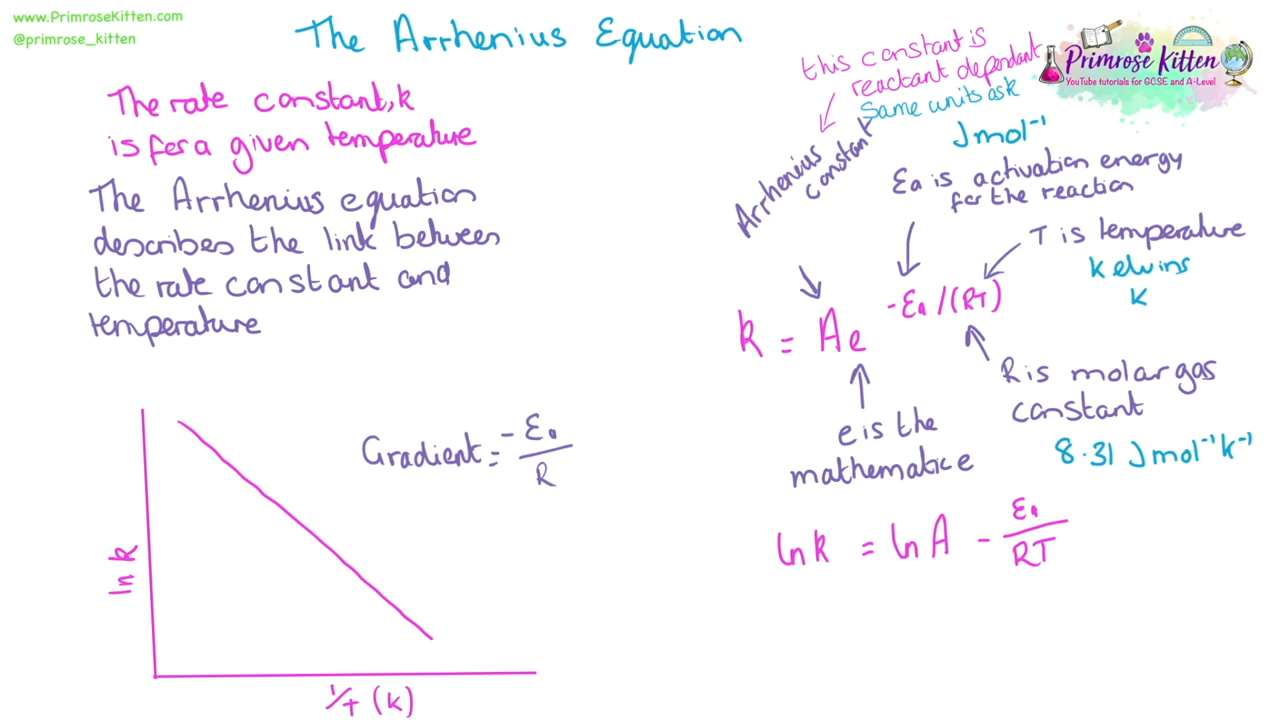 www.PrimroseKitten.com
@primrose_kitten
The Arrhenius Equation
Primrose Kitten
YouTube tutorials for GCSE and A-Level
The rate constant, k
is for a given temperature
The Arrhenius equation
describes the link between
the rate constant and
temperature
this constant is
reactant dependant
Same units as k
Arrhenius
constant
Jmol⁻¹
Ea is activation energy
for the reaction
T is temperature
Kelvins
K
k = Ae^-Ea/(RT)
R is molar gas
constant
8.31 Jmol⁻¹K⁻¹
e is the
mathematic e
ln k = ln A - Ea/RT
Gradient = -Ea/R
ln k
1/T (K)